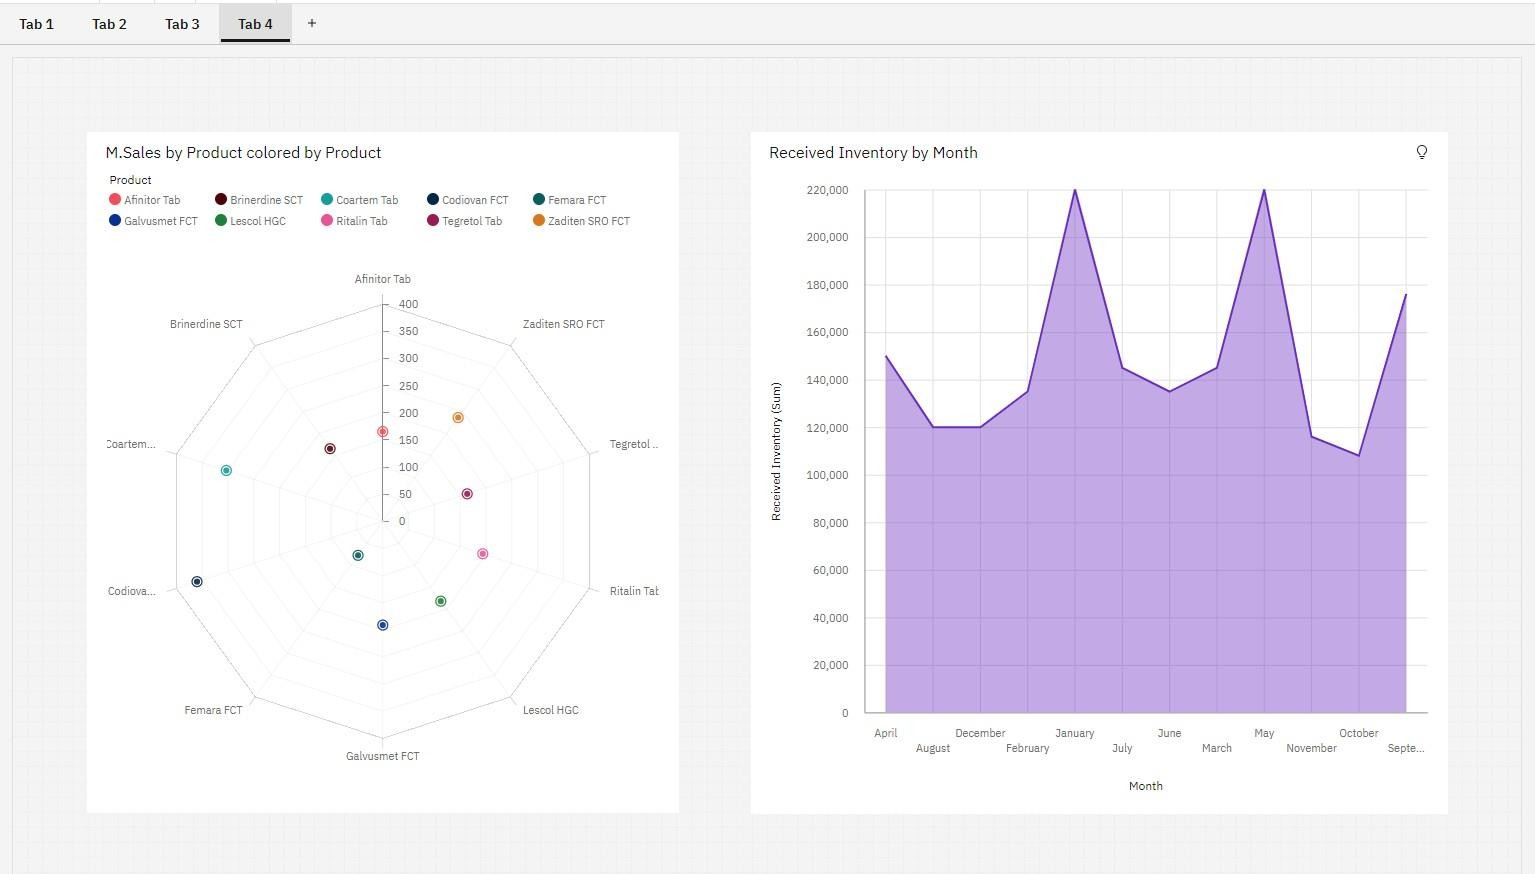 Tab 1 Tab 2 Tab 3 Tab 4 +
M.Sales by Product colored by Product
Product
Afinitor Tab Brinerdine SCT Coartem Tab Codiovan FCT Femara FCT
Galvusmet FCT Lescol HGC Ritalin Tab Tegretol Tab Zaditen SRO FCT
Afinitor Tab
400
Brinerdine SCT Zaditen SRO FCT
350
300
250
200
Coartem... 150 Tegretol ..
100
50
0
Codiova... Ritalin Tab
Femara FCT Lescol HGC
Galvusmet FCT
Received Inventory by Month
220,000
200,000
180,000
160,000
140,000
120,000
100,000
80,000
60,000
40,000
20,000
0
Received Inventory (Sum)
April December January June May October
August February July March November Septe...
Month